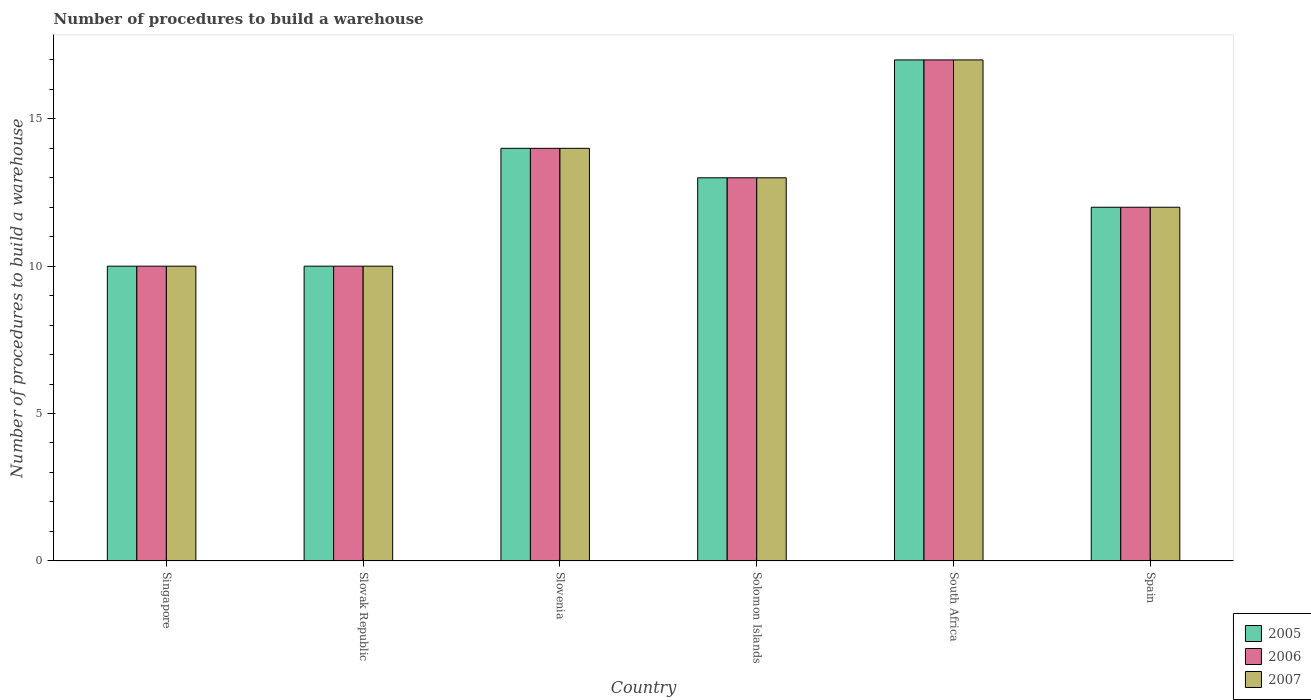 Number of procedures to build a warehouse
Number of procedures to build a warehouse
15
10
5
0
Singapore
Slovak Republic
Slovenia
Solomon Islands
South Africa
Spain
Country
2005
2006
2007